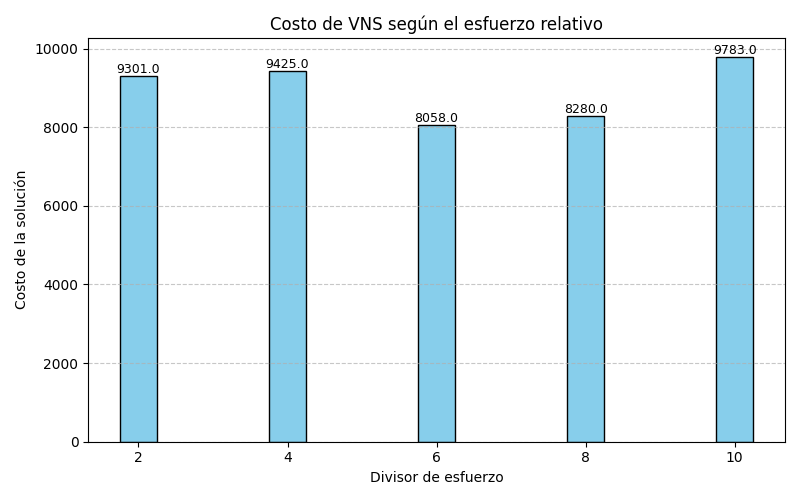 Costo de VNS según el esfuerzo relativo
Costo de la solución
10000
8000
6000
4000
2000
0
9301.0
9425.0
8058.0
8280.0
9783.0
2 4 6 8 10
Divisor de esfuerzo